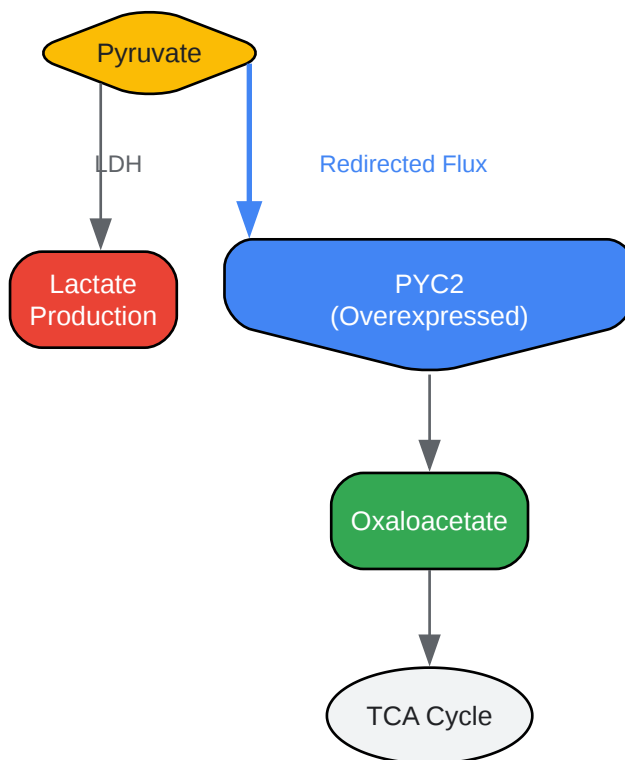 Pyruvate
LDH
Redirected Flux
Lactate
Production
PYC2
(Overexpressed)
Oxaloacetate
TCA Cycle